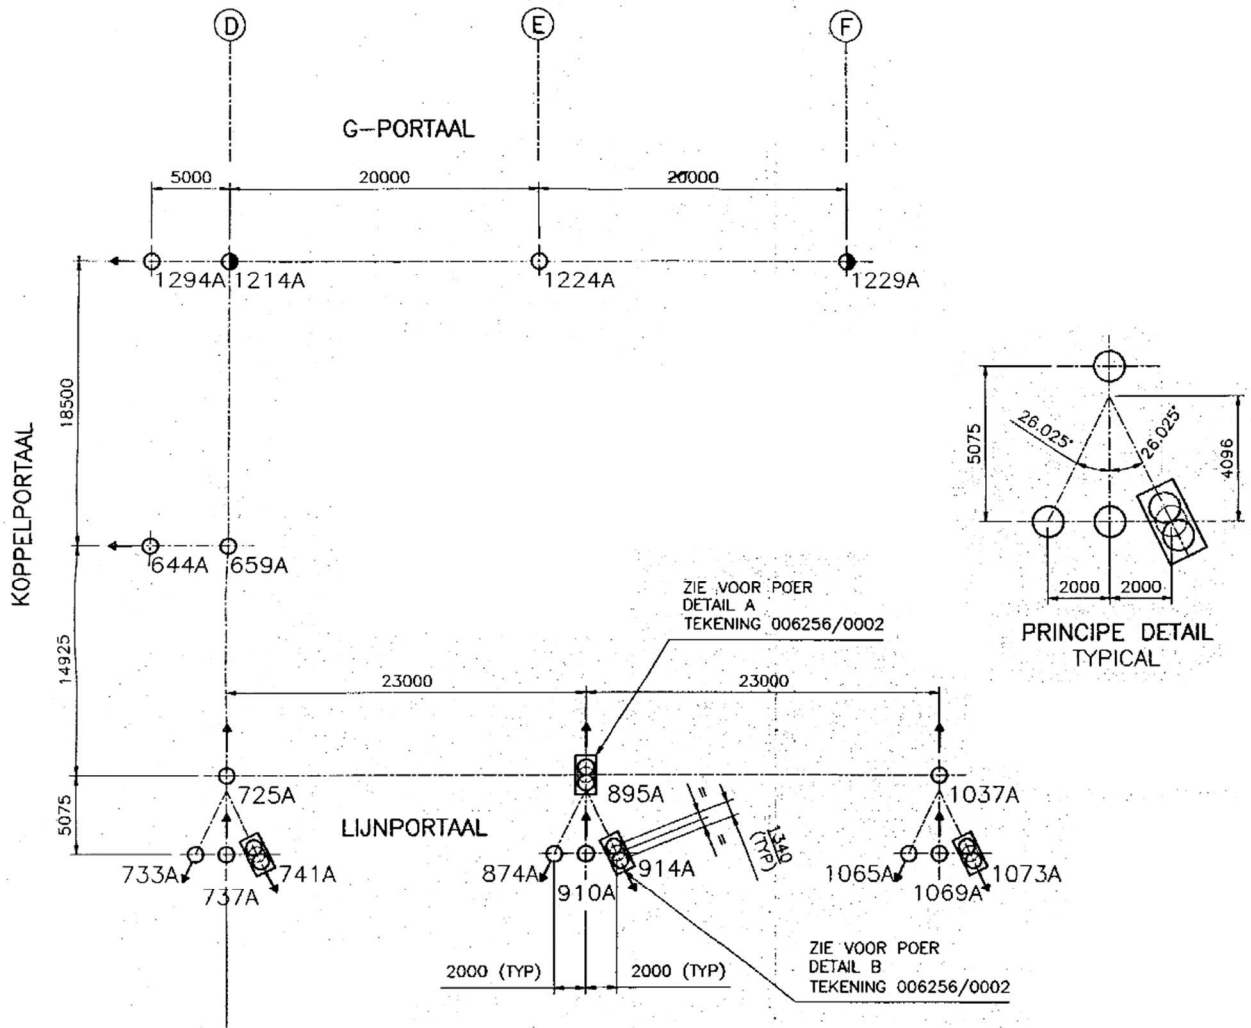 D
E
F
G-PORTAAL
5000
20000
20000
1294A
1214A
1224A
1229A
KOPPELPORTAAL
18500
14925
5075
644A
659A
5075
26.025°
26.025°
4096
2000
2000
PRINCIPE DETAIL
TYPICAL
ZIE VOOR POER
DETAIL A
TEKENING 006256/0002
23000
23000
725A
895A
1037A
LIJNPORTAAL
=
=
1340
(TYP)
733A
737A
741A
874A
910A
914A
1065A
1069A
1073A
2000 (TYP)
2000 (TYP)
ZIE VOOR POER
DETAIL B
TEKENING 006256/0002